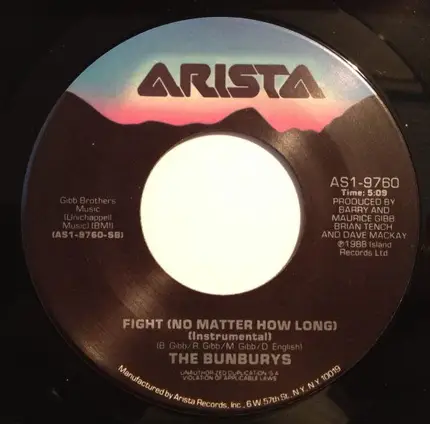 ARISTA
Gibb Brothers
Music
(Unichappell
Music) (BMI)
(AS1-9760-SB)
AS1-9760
Time: 5:09
PRODUCED BY
BARRY AND
MAURICE GIBB
BRIAN TENCH
AND DAVE MACKAY
℗1988 Island
Records Ltd
FIGHT (NO MATTER HOW LONG)
(Instrumental)
(B. Gibb/R. Gibb/M. Gibb/D. English)
THE BUNBURYS
UNAUTHORIZED DUPLICATION IS A
VIOLATION OF APPLICABLE LAWS
Manufactured by Arista Records, Inc., 6 W. 57th St., N.Y., N.Y. 10019